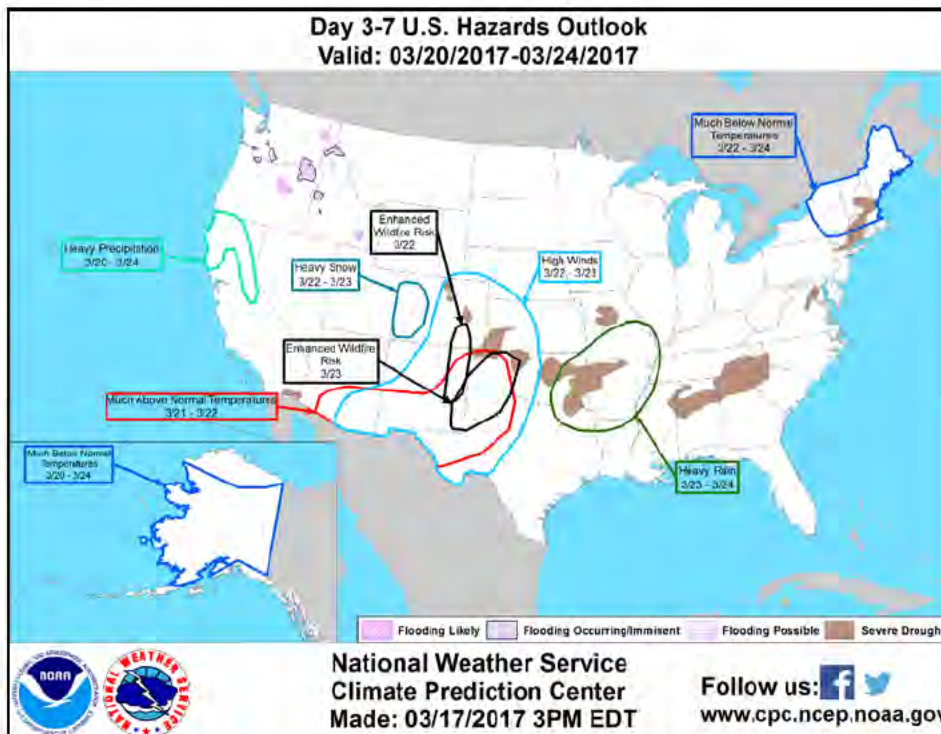 Day 3-7 U.S. Hazards Outlook
Valid: 03/20/2017-03/24/2017
Much Below Normal
Temperatures
3/22 - 3/24
Enhanced
Wildfire Risk
3/22
Heavy Precipitation
3/20 - 3/24
Heavy Snow
3/22 - 3/23
High Winds
Enhanced Wildfire
Risk
3/23
Much Above Normal Temperatures
3/21 - 3/22
Much Below Normal
Temperatures
3/20 - 3/24
Heavy Rain
3/23 - 3/24
Flooding Likely
Flooding Occurring/Imminent
Flooding Possible
Severe Drough
NOAA
NATIONAL WEATHER SERVICE
National Weather Service
Climate Prediction Center
Made: 03/17/2017 3PM EDT
Follow us:
www.cpc.ncep.noaa.gov